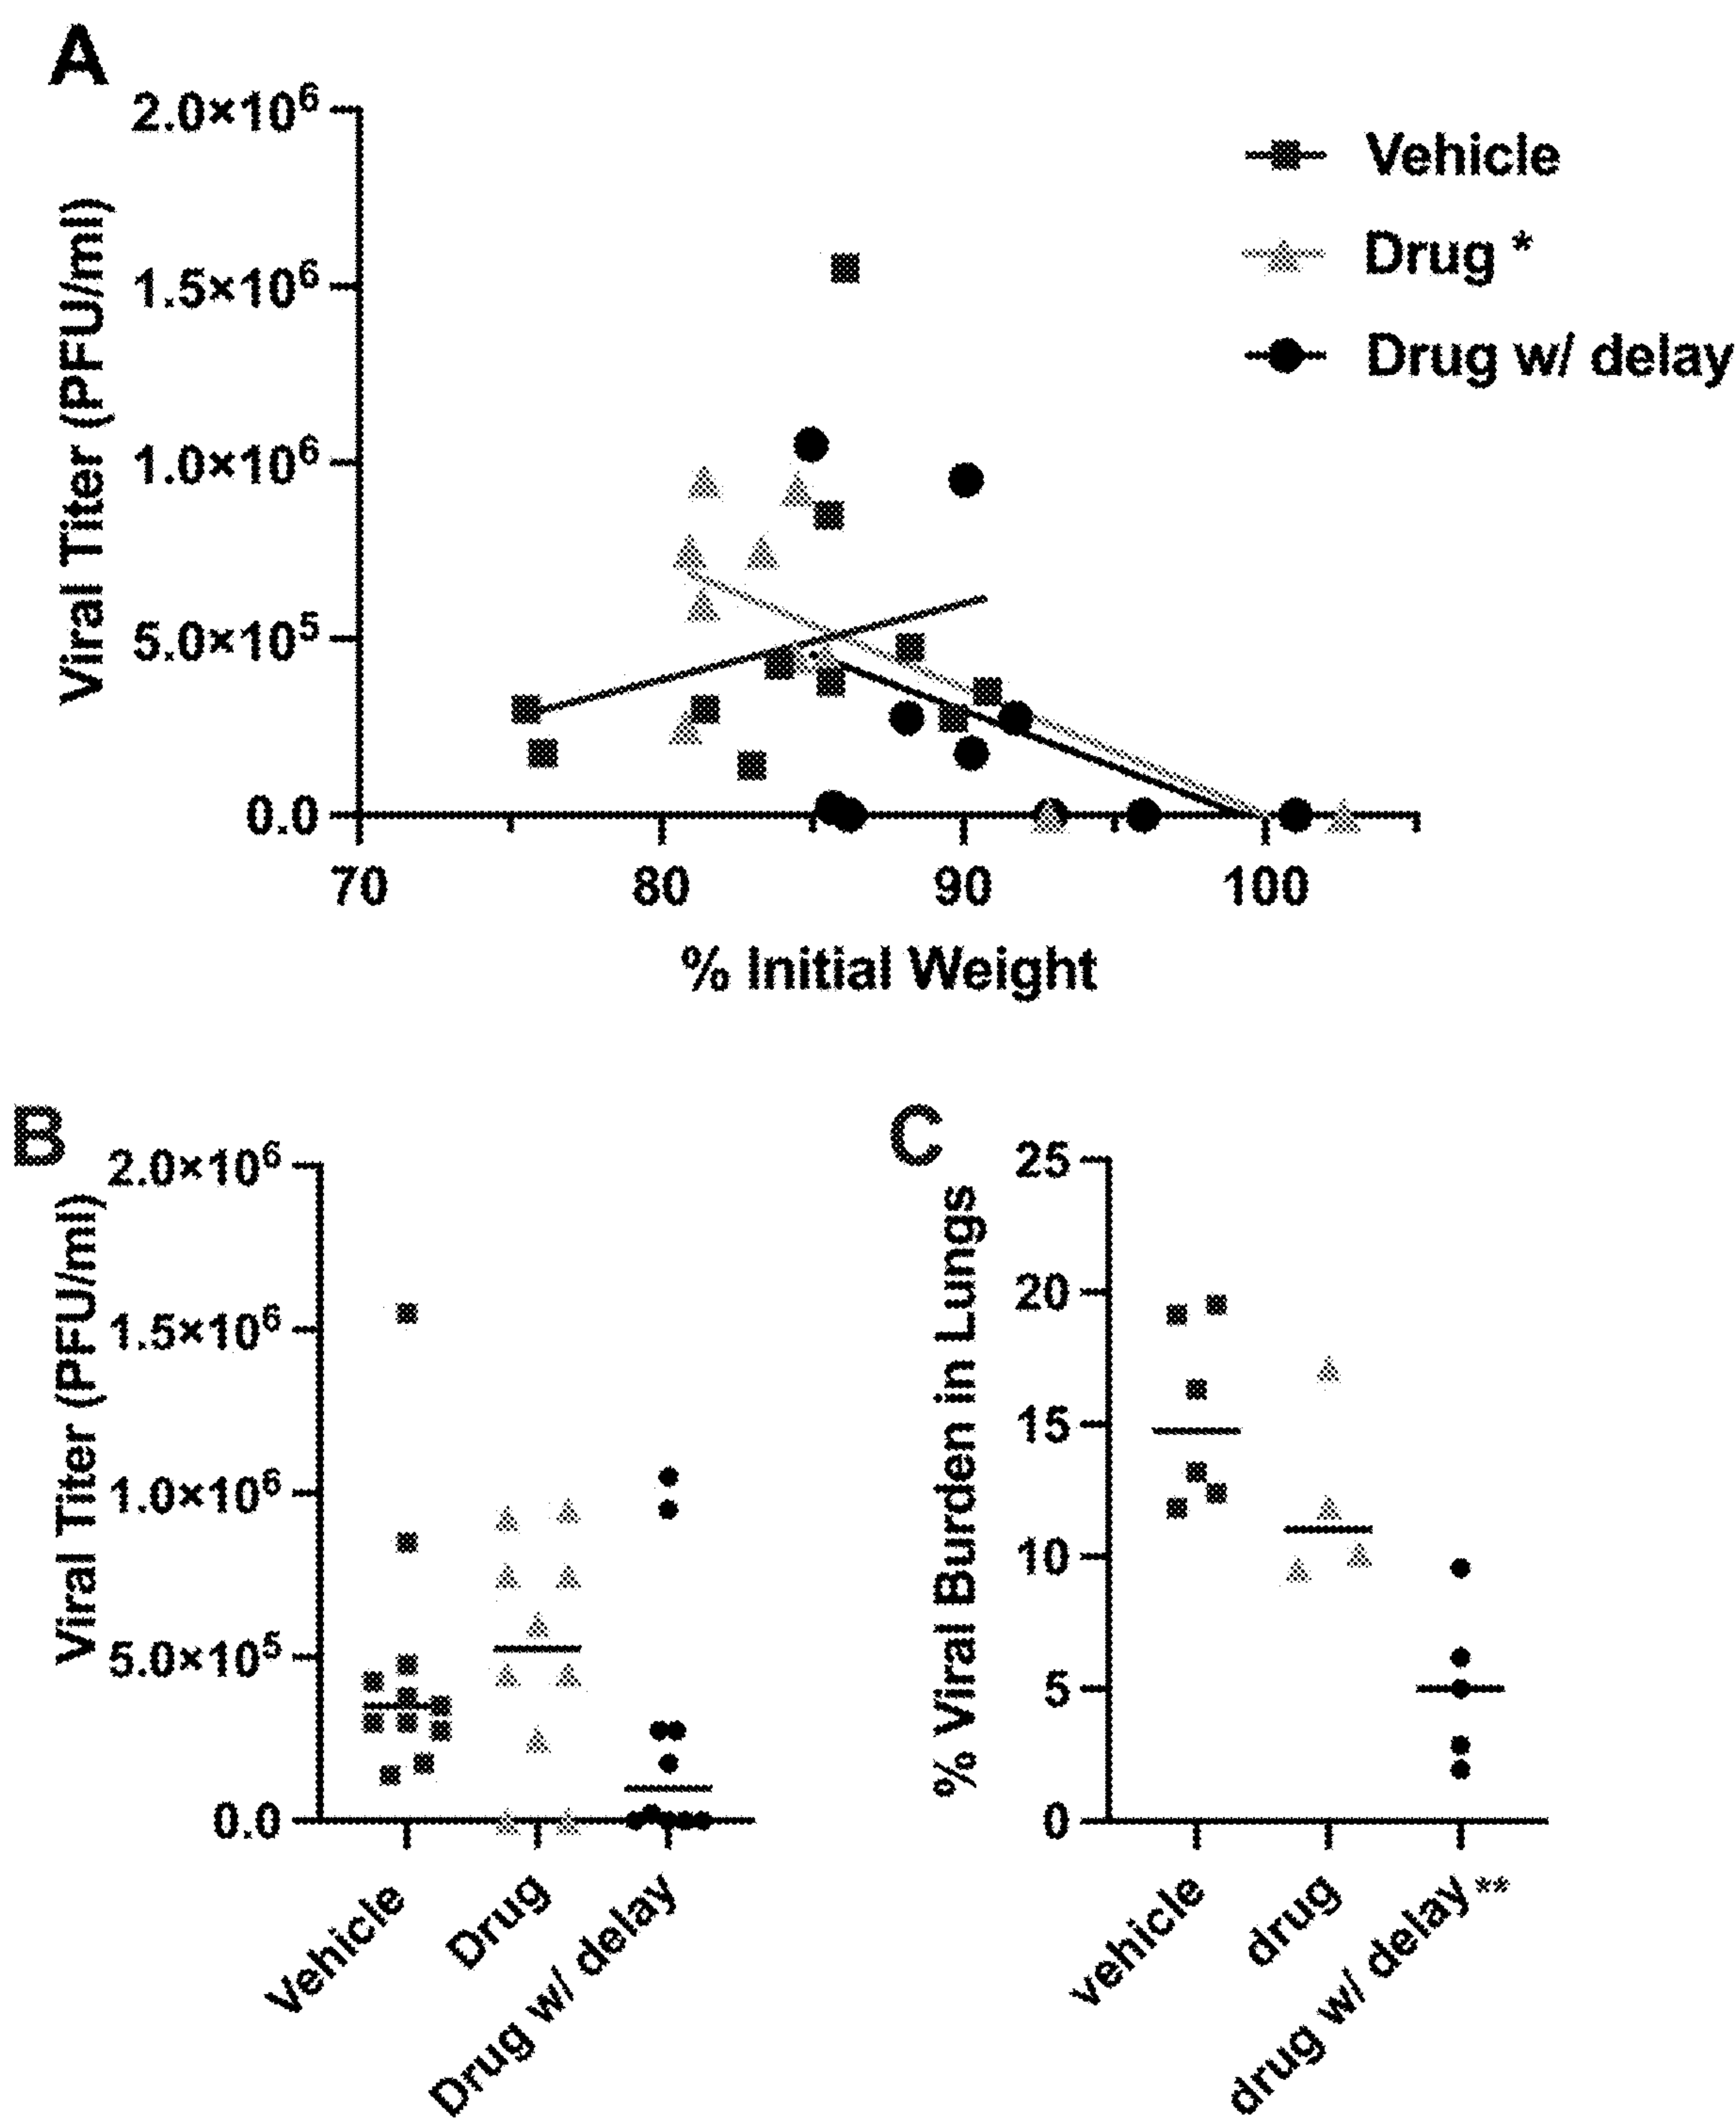 A
2.0×10⁶
1.5×10⁶
1.0×10⁶
5.0×10⁵
0.0
Viral Titer (PFU/ml)
Vehicle
Drug *
Drug w/ delay
70 80 90 100
% Initial Weight
B
2.0×10⁶
1.5×10⁶
1.0×10⁶
5.0×10⁵
0.0
Viral Titer (PFU/ml)
Vehicle
Drug
Drug w/ delay
C
25
20
15
10
5
0
% Viral Burden in Lungs
vehicle
drug
drug w/ delay **